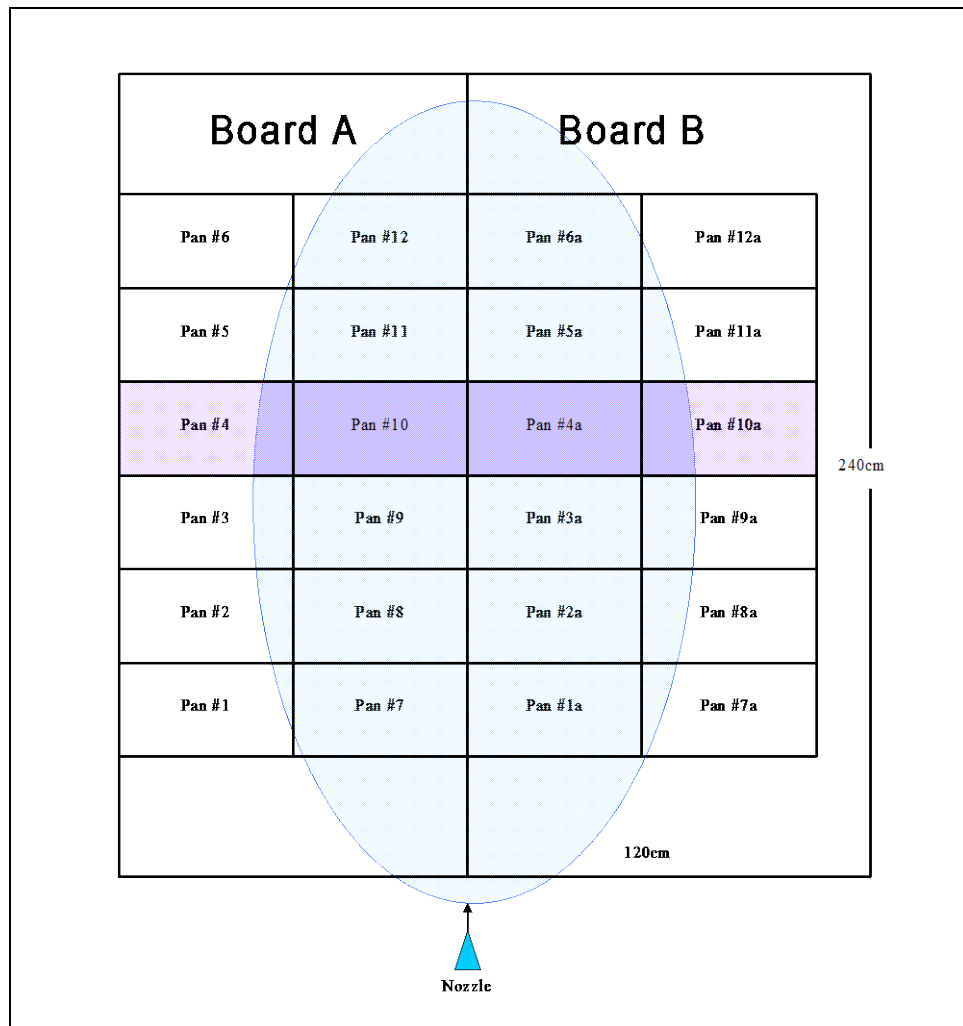 Board A Board B
Pan #6 Pan #12 Pan #6a Pan #12a
Pan #5 Pan #11 Pan #5a Pan #11a
Pan #4 Pan #10 Pan #4a Pan #10a
240cm
Pan #3 Pan #9 Pan #3a Pan #9a
Pan #2 Pan #8 Pan #2a Pan #8a
Pan #1 Pan #7 Pan #1a Pan #7a
120cm
Nozzle